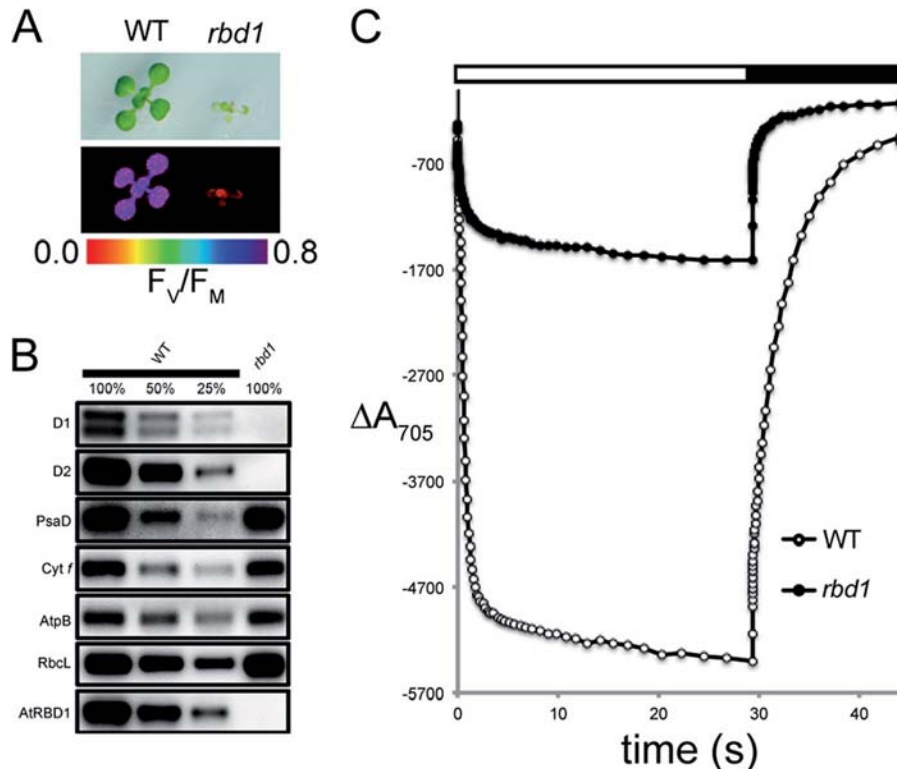 A
WT rbd1
0.0 0.8
FV/FM
B
WT rbd1
100% 50% 25% 100%
D1
D2
PsaD
Cyt f
AtpB
RbcL
AtRBD1
C
-700
-1700
-2700
ΔA705
-3700
-4700
-5700
WT
rbd1
0 10 20 30 40
time (s)